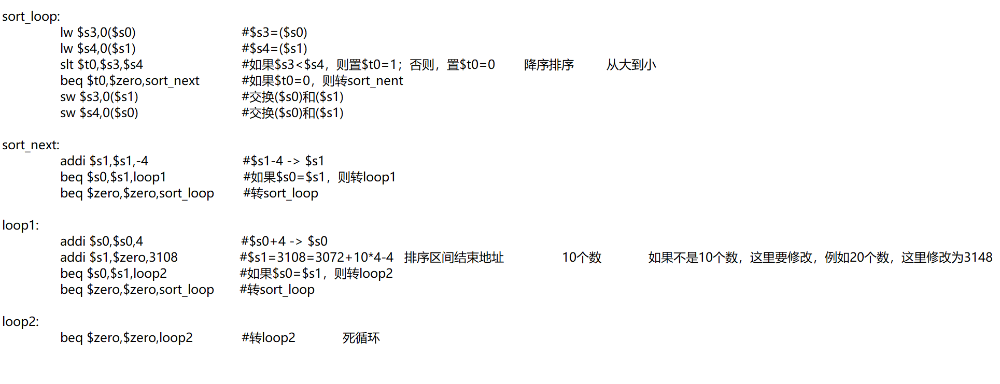 sort_loop:
lw $s3,0($s0) #$s3=($s0)
lw $s4,0($s1) #$s4=($s1)
slt $t0,$s3,$s4 #如果$s3<$s4，则置$t0=1；否则，置$t0=0 降序排序 从大到小
beq $t0,$zero,sort_next #如果$t0=0，则转sort_nent
sw $s3,0($s1) #交换($s0)和($s1)
sw $s4,0($s0) #交换($s0)和($s1)
sort_next:
addi $s1,$s1,-4 #$s1-4 -> $s1
beq $s0,$s1,loop1 #如果$s0=$s1，则转loop1
beq $zero,$zero,sort_loop #转sort_loop
loop1:
addi $s0,$s0,4 #$s0+4 -> $s0
addi $s1,$zero,3108 #$s1=3108=3072+10*4-4 排序区间结束地址 10个数 如果不是10个数，这里要修改，例如20个数，这里修改为3148
beq $s0,$s1,loop2 #如果$s0=$s1，则转loop2
beq $zero,$zero,sort_loop #转sort_loop
loop2:
beq $zero,$zero,loop2 #转loop2 死循环